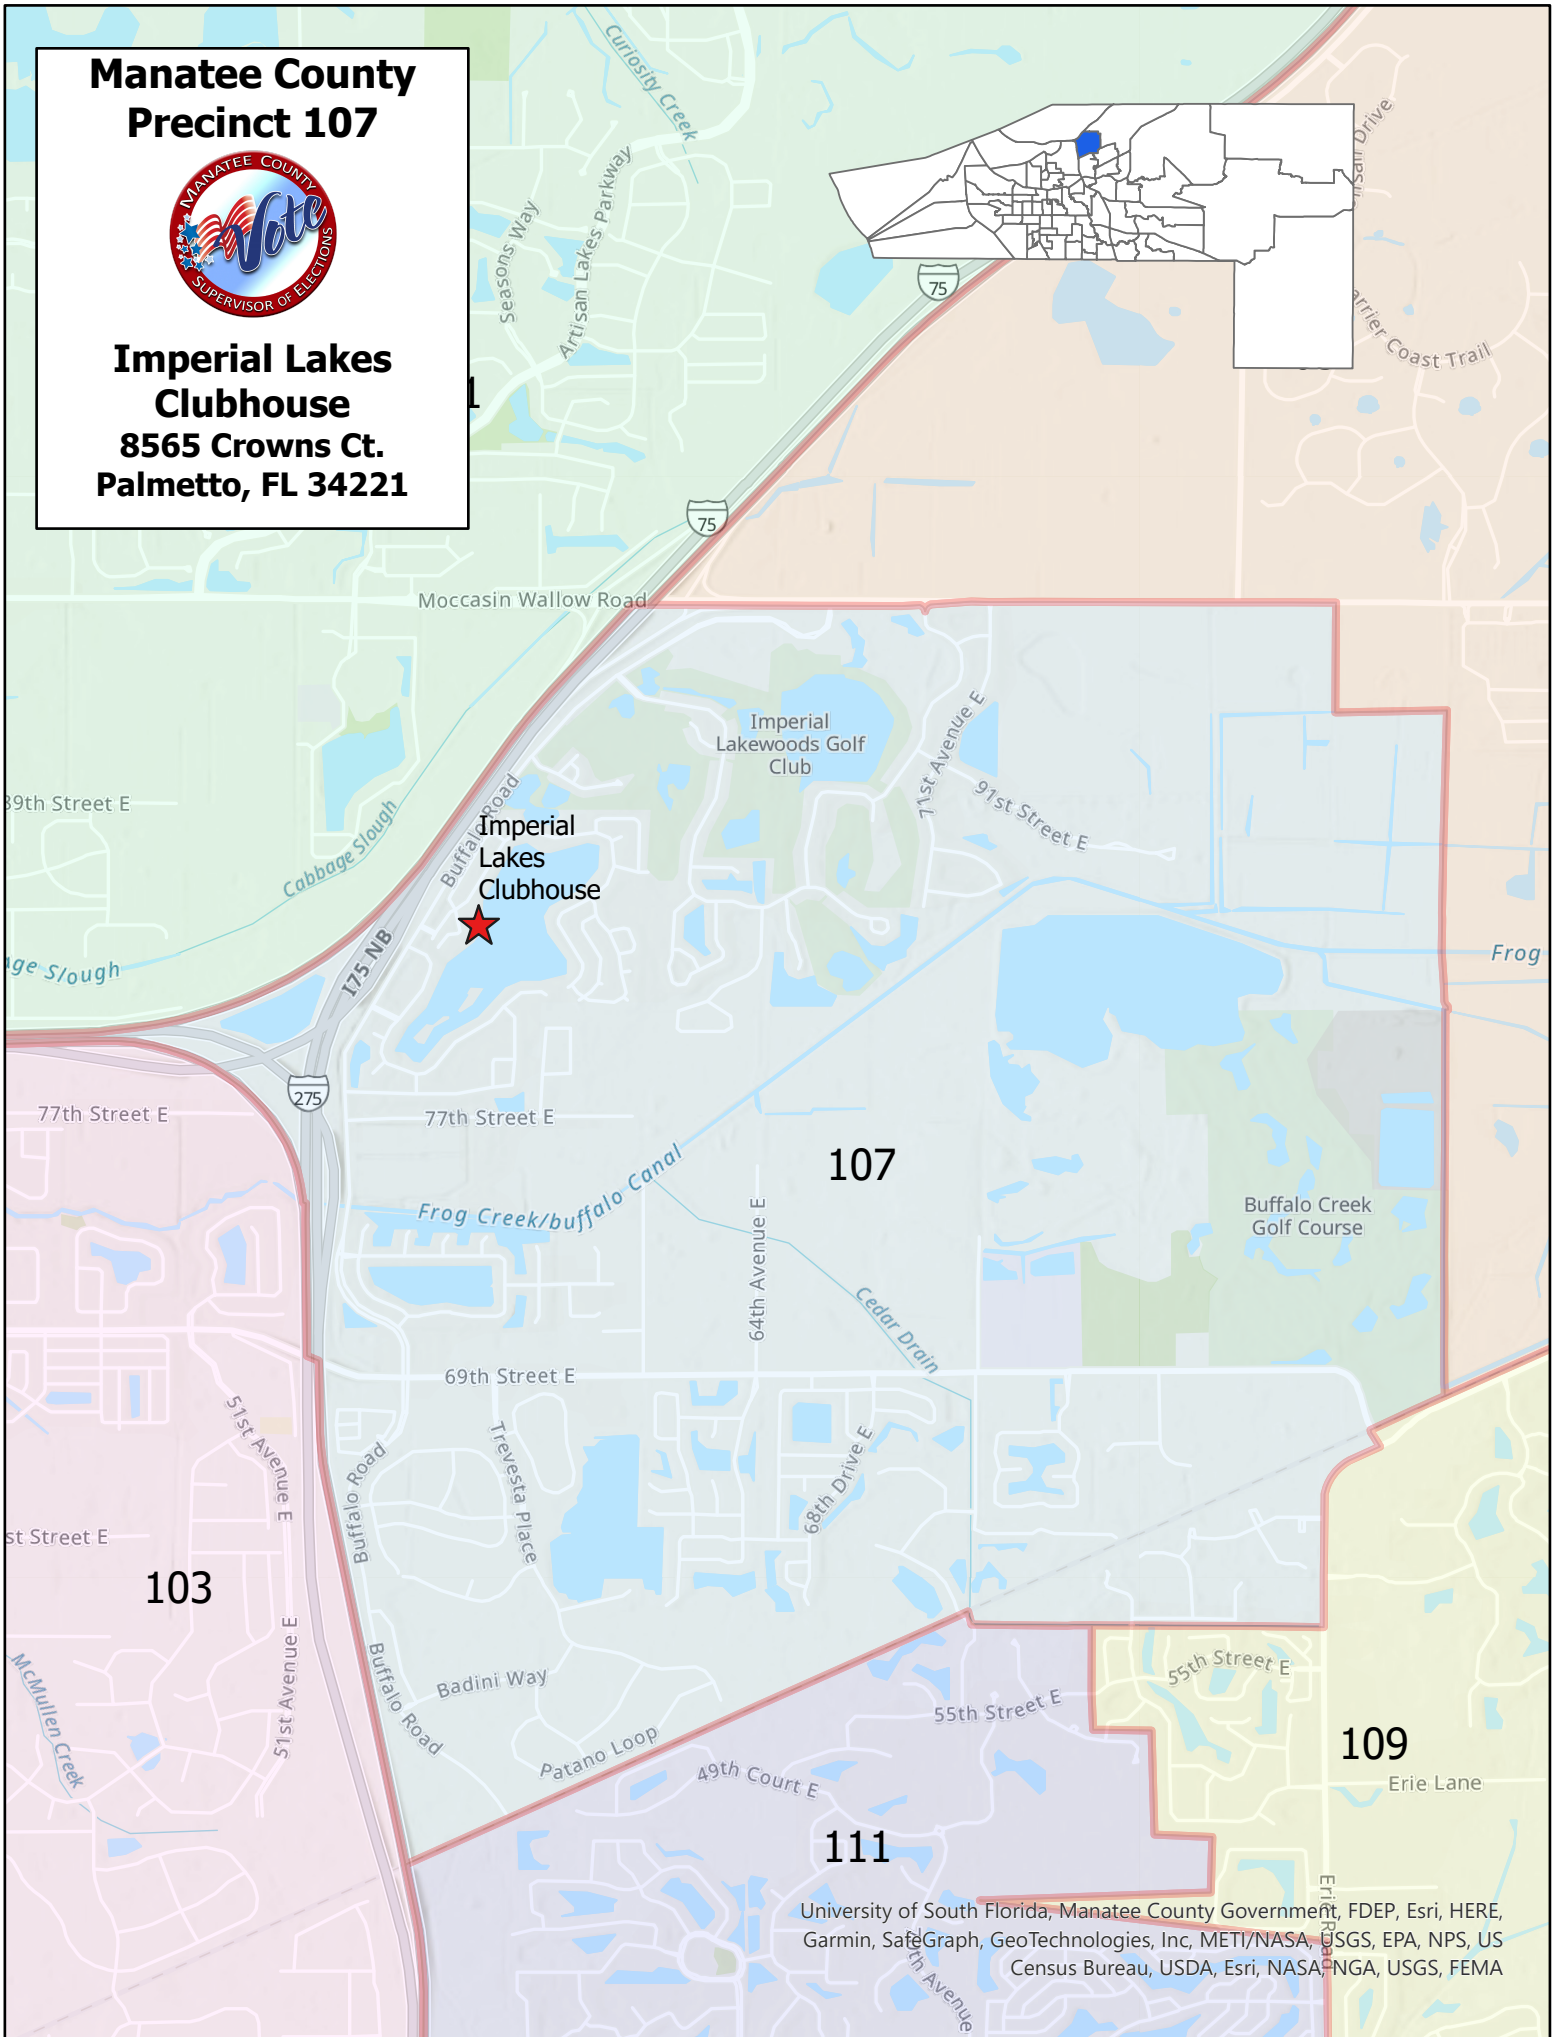 Manatee County
Precinct 107
MANATEE COUNTY
Vote
SUPERVISOR OF ELECTIONS
Imperial Lakes
Clubhouse
8565 Crowns Ct.
Palmetto, FL 34221
1
Curiosity Creek
Seasons Way
Artisan Lakes Parkway
75
75
Coast Trail
Moccasin Wallow Road
Imperial
Lakewoods Golf
Club
71st Avenue E
91st Street E
Buffalo Road
Cabbage Slough
Slough
Imperial
Lakes
Clubhouse
I75 NB
Frog
275
77th Street E
77th Street E
107
Frog Creek/buffalo Canal
64th Avenue E
Cedar Drain
Buffalo Creek
Golf Course
69th Street E
51st Avenue E
Buffalo Road
Trevesta Place
68th Drive E
Street E
103
51st Avenue E
McMullen Creek
Buffalo Road
Badini Way
Patano Loop
55th Street E
55th Street E
49th Court E
109
Erie Lane
111
Erie Road
Avenue
University of South Florida, Manatee County Government, FDEP, Esri, HERE,
Garmin, SafeGraph, GeoTechnologies, Inc, METI/NASA, USGS, EPA, NPS, US
Census Bureau, USDA, Esri, NASA, NGA, USGS, FEMA